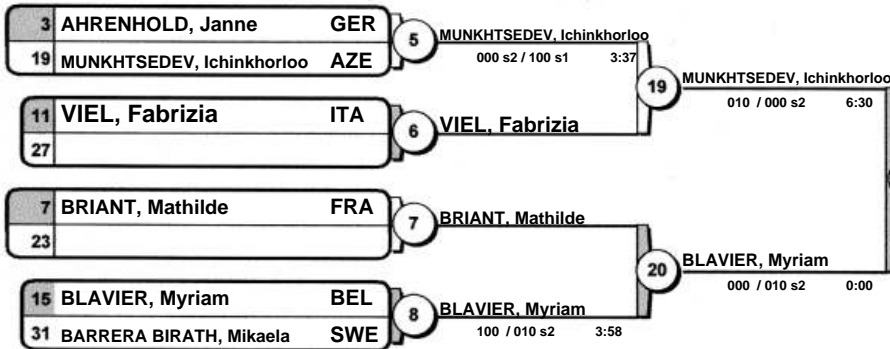 3 AHRENHOLD, Janne GER
19 MUNKHTSEDEV, Ichinkhorloo AZE
5
MUNKHTSEDEV, Ichinkhorloo
000 s2 / 100 s1 3:37
11 VIEL, Fabrizia ITA
27
6
VIEL, Fabrizia
19
MUNKHTSEDEV, Ichinkhorloo
010 / 000 s2 6:30
7 BRIANT, Mathilde FRA
23
7
BRIANT, Mathilde
15 BLAVIER, Myriam BEL
31 BARRERA BIRATH, Mikaela SWE
8
BLAVIER, Myriam
100 / 010 s2 3:58
20
BLAVIER, Myriam
000 / 010 s2 0:00